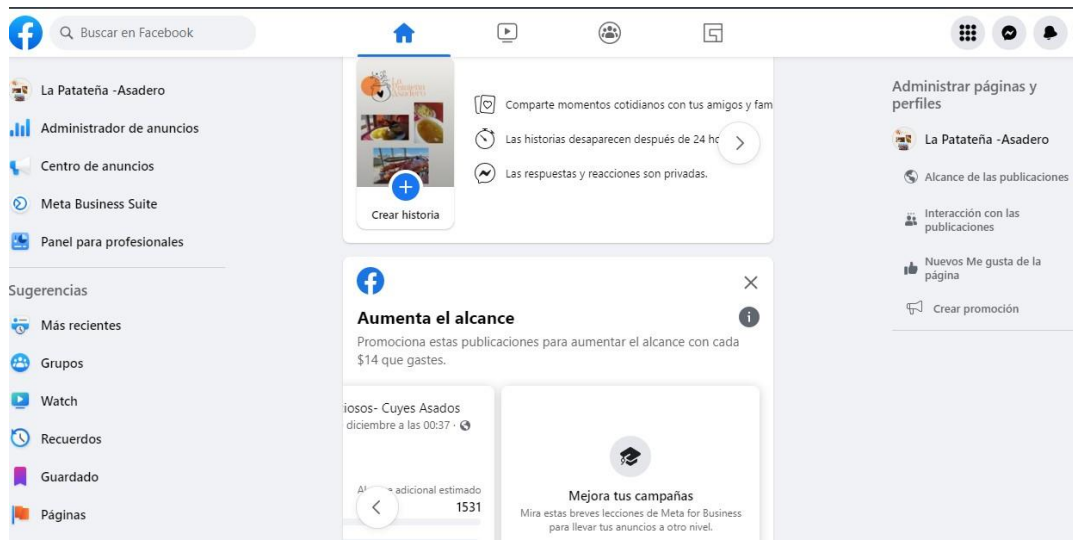 Buscar en Facebook
La Patateña -Asadero
Administrador de anuncios
Centro de anuncios
Meta Business Suite
Panel para profesionales
Sugerencias
Más recientes
Grupos
Watch
Recuerdos
Guardado
Páginas
La
Patateña
Asadero
Crear historia
Comparte momentos cotidianos con tus amigos y fam
Las historias desaparecen después de 24 ho
Las respuestas y reacciones son privadas.
Aumenta el alcance
Promociona estas publicaciones para aumentar el alcance con cada
$14 que gastes.
iosos- Cuyes Asados
diciembre a las 00:37 ·
adicional estimado
1531
Mejora tus campañas
Mira estas breves lecciones de Meta for Business
para llevar tus anuncios a otro nivel.
Administrar páginas y
perfiles
La Patateña -Asadero
Alcance de las publicaciones
Interacción con las
publicaciones
Nuevos Me gusta de la
página
Crear promoción